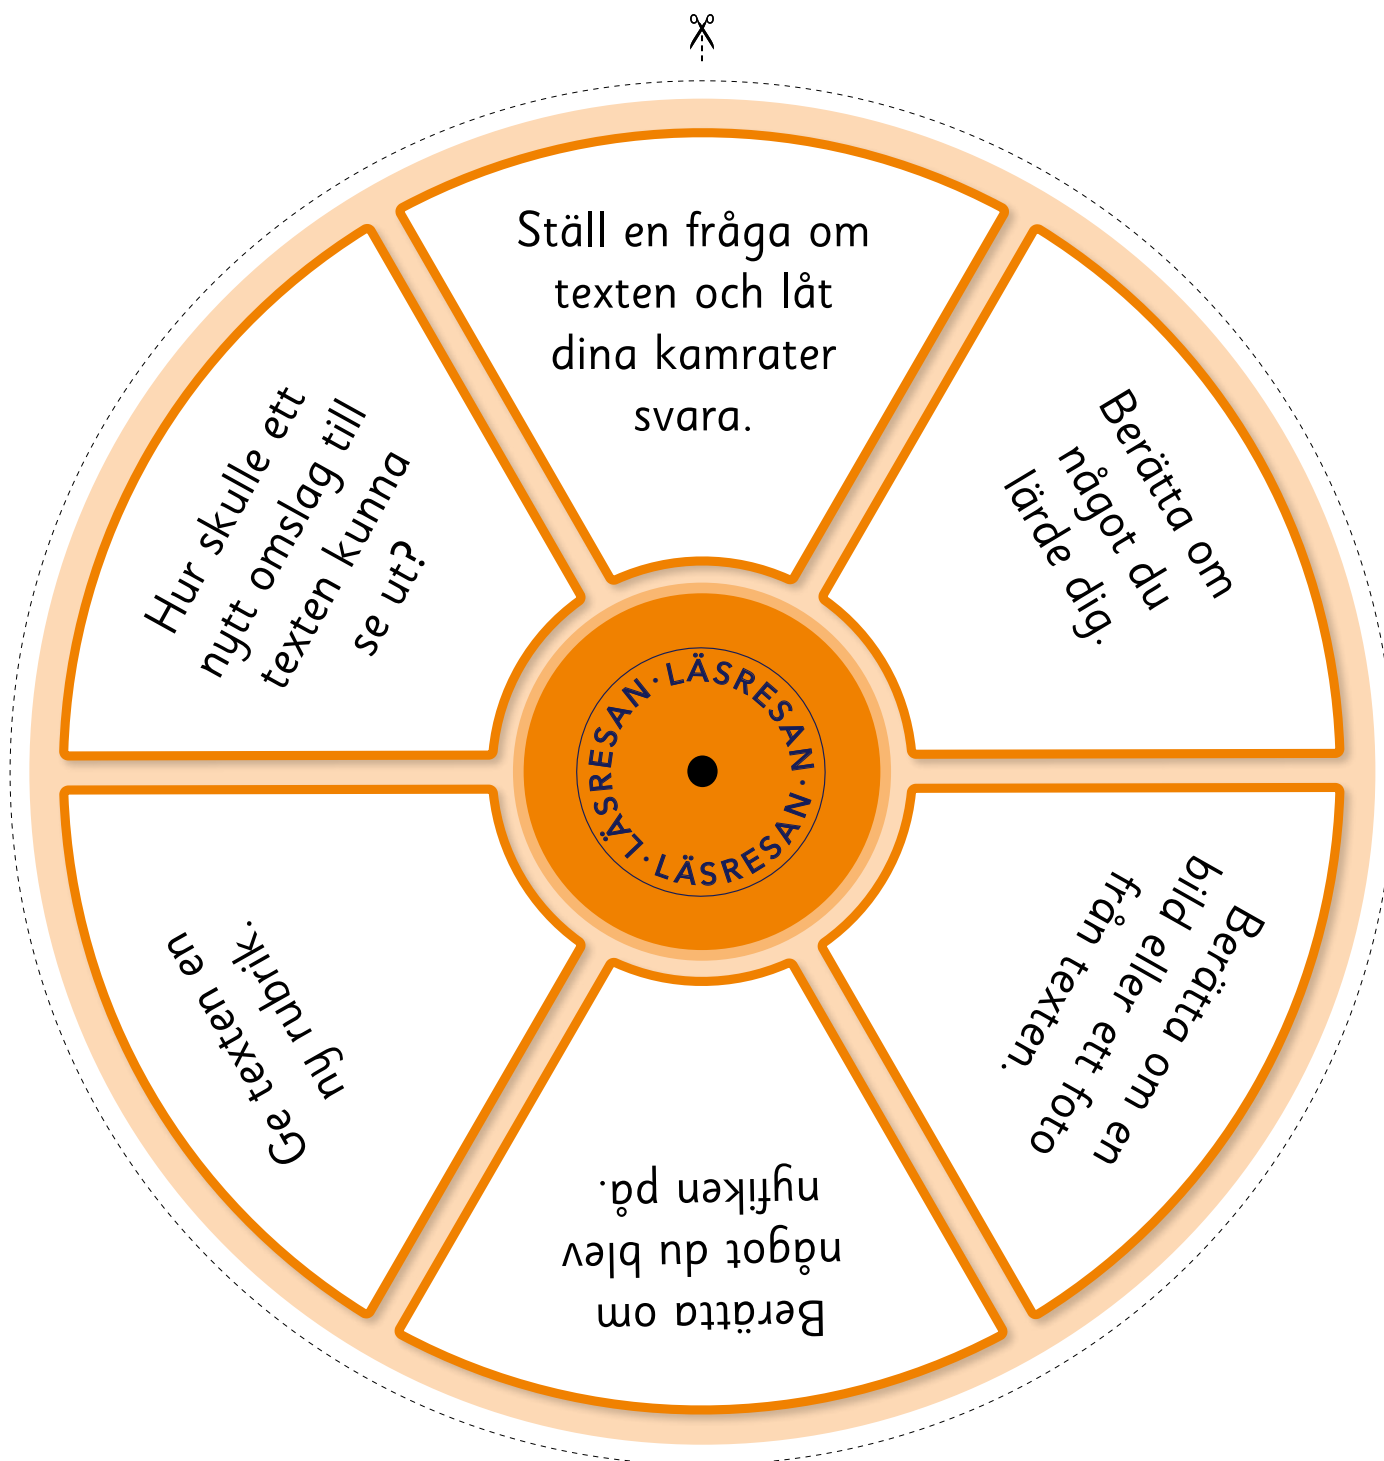 Ställ en fråga om
texten och låt
dina kamrater
svara.
Berätta om
något du
lärde dig.
Berätta om en
bild eller ett foto
från texten.
Berätta om
något du blev
nyfiken på.
Ge texten en
ny rubrik.
Hur skulle ett
nytt omslag till
texten kunna
se ut?
LÄSRESAN · LÄSRESAN · LÄSRESAN ·